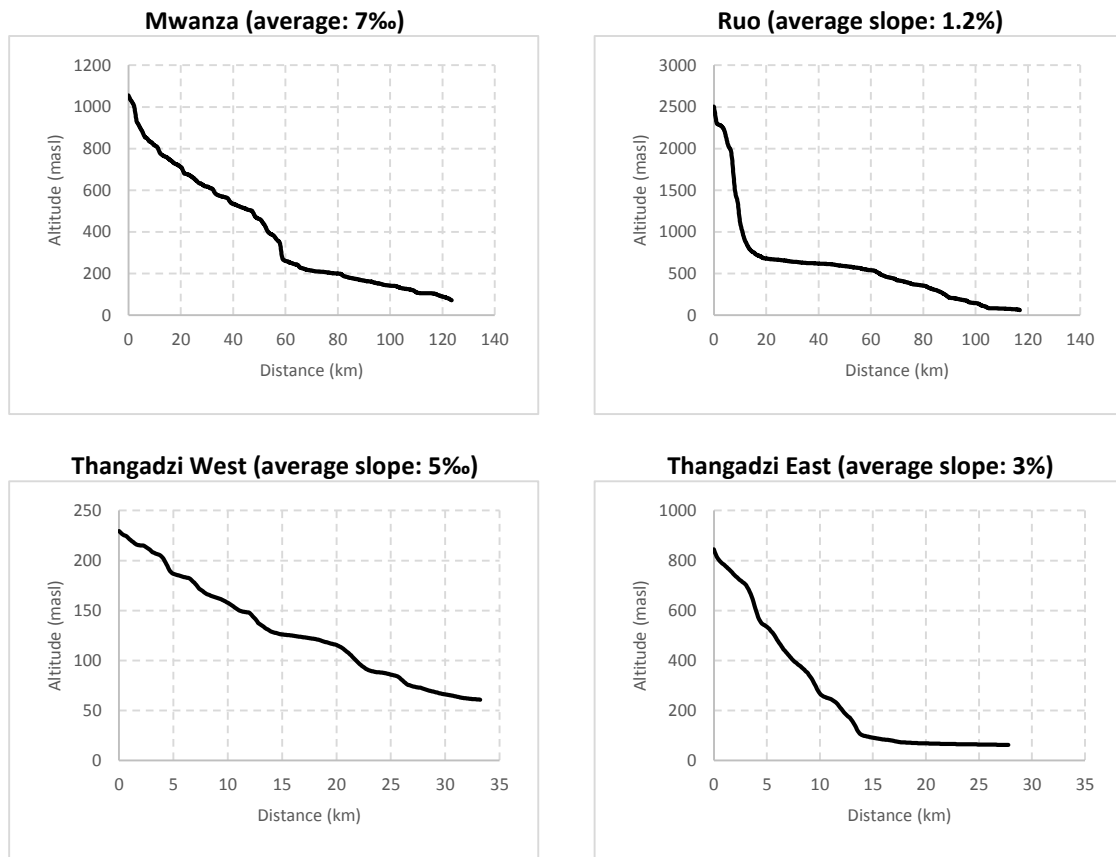 Mwanza (average: 7‰)
1200
1000
800
600
400
200
0
Altitude (masl)
0 20 40 60 80 100 120 140
Distance (km)
Ruo (average slope: 1.2%)
3000
2500
2000
1500
1000
500
0
Altitude (masl)
0 20 40 60 80 100 120 140
Distance (km)
Thangadzi West (average slope: 5‰)
250
200
150
100
50
0
Altitude (masl)
0 5 10 15 20 25 30 35
Distance (km)
Thangadzi East (average slope: 3%)
1000
800
600
400
200
0
Altitude (masl)
0 5 10 15 20 25 30 35
Distance (km)